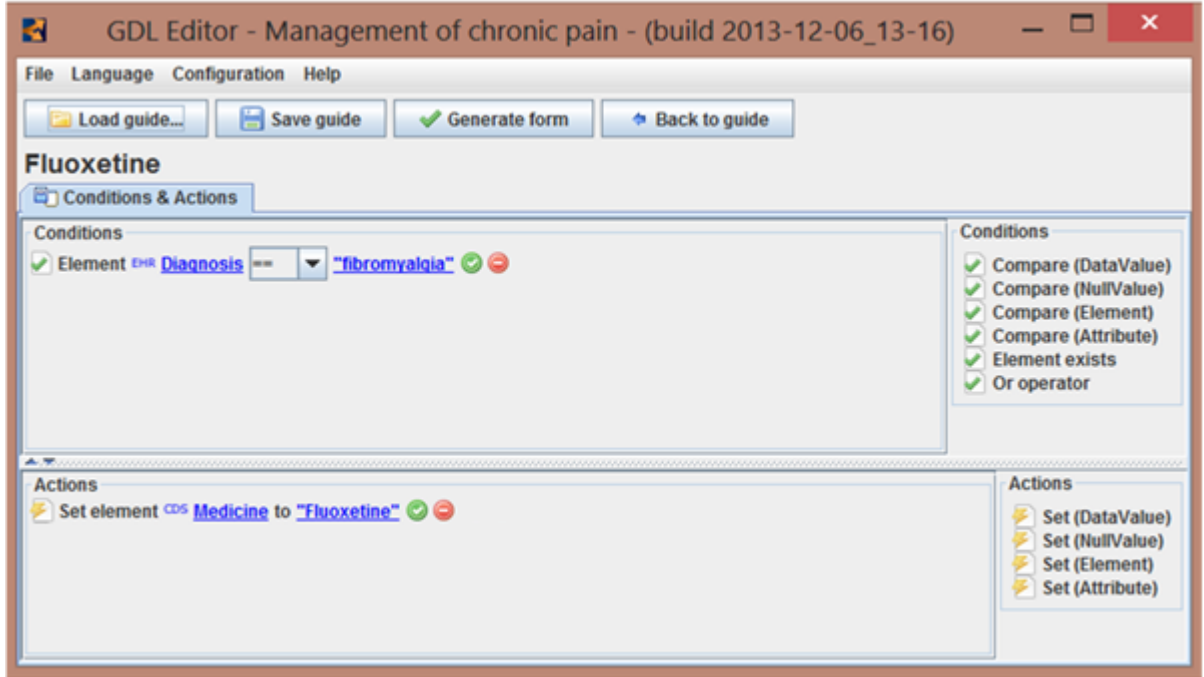 GDL Editor - Management of chronic pain - (build 2013-12-06_13-16)
File Language Configuration Help
Load guide... Save guide Generate form Back to guide
Fluoxetine
Conditions & Actions
Conditions
Element EHR Diagnosis == "fibromyalgia"
Conditions
Compare (DataValue)
Compare (NullValue)
Compare (Element)
Compare (Attribute)
Element exists
Or operator
Actions
Set element CDS Medicine to "Fluoxetine"
Actions
Set (DataValue)
Set (NullValue)
Set (Element)
Set (Attribute)